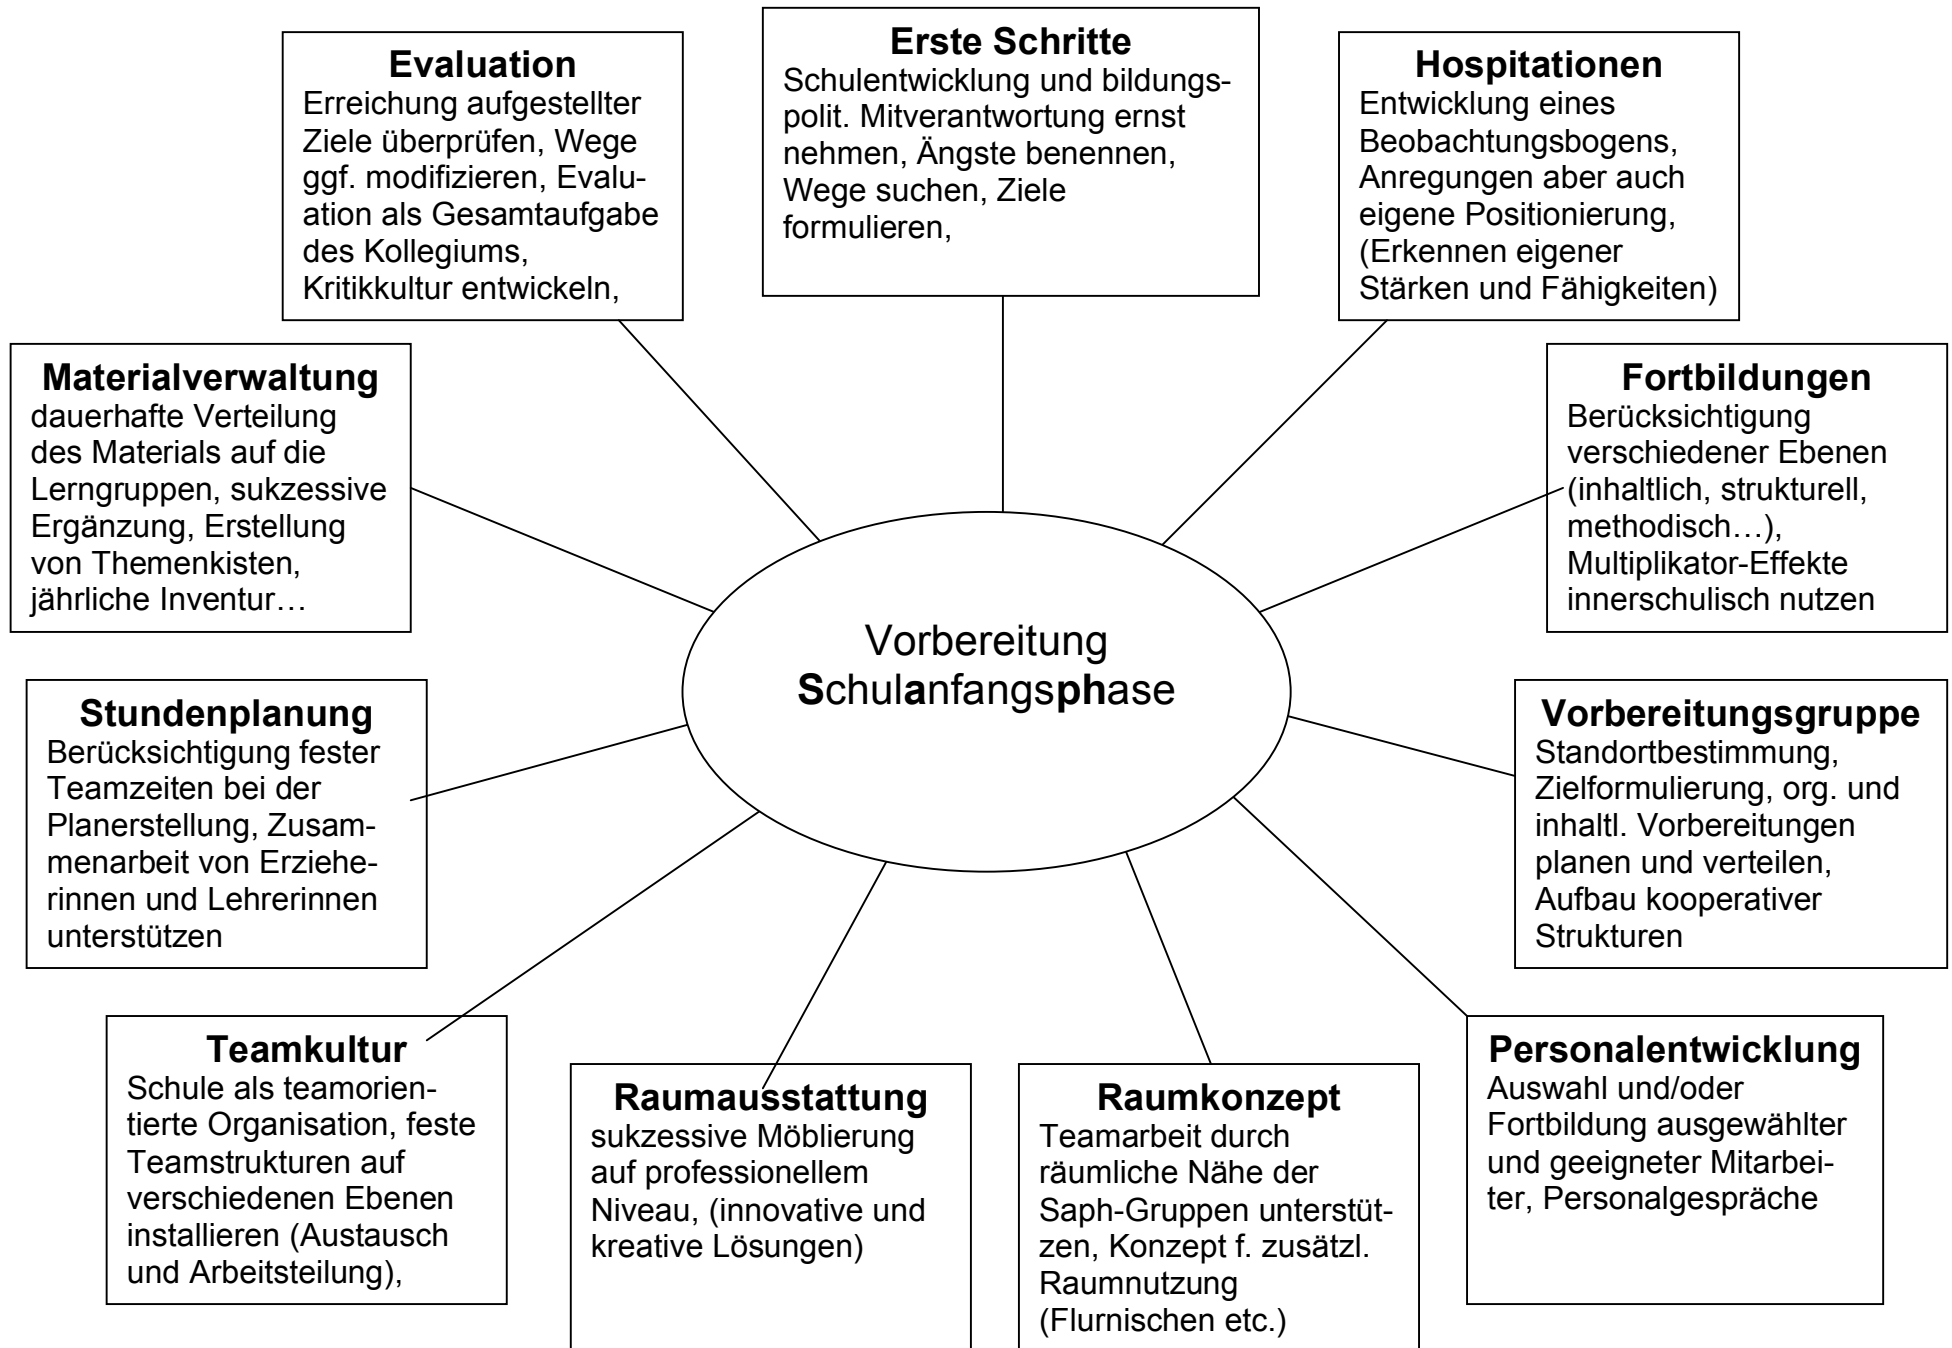 Erste Schritte
Schulentwicklung und bildungs-
polit. Mitverantwortung ernst
nehmen, Ängste benennen,
Wege suchen, Ziele
formulieren,
Evaluation
Erreichung aufgestellter
Ziele überprüfen, Wege
ggf. modifizieren, Evalu-
ation als Gesamtaufgabe
des Kollegiums,
Kritikkultur entwickeln,
Hospitationen
Entwicklung eines
Beobachtungsbogens,
Anregungen aber auch
eigene Positionierung,
(Erkennen eigener
Stärken und Fähigkeiten)
Materialverwaltung
dauerhafte Verteilung
des Materials auf die
Lerngruppen, sukzessive
Ergänzung, Erstellung
von Themenkisten,
jährliche Inventur…
Fortbildungen
Berücksichtigung
verschiedener Ebenen
(inhaltlich, strukturell,
methodisch…),
Multiplikator-Effekte
innerschulisch nutzen
Vorbereitung
Schulanfangsphase
Stundenplanung
Berücksichtigung fester
Teamzeiten bei der
Planerstellung, Zusam-
menarbeit von Erziehe-
rinnen und Lehrerinnen
unterstützen
Vorbereitungsgruppe
Standortbestimmung,
Zielformulierung, org. und
inhaltl. Vorbereitungen
planen und verteilen,
Aufbau kooperativer
Strukturen
Teamkultur
Schule als teamorien-
tierte Organisation, feste
Teamstrukturen auf
verschiedenen Ebenen
installieren (Austausch
und Arbeitsteilung),
Raumausstattung
sukzessive Möblierung
auf professionellem
Niveau, (innovative und
kreative Lösungen)
Raumkonzept
Teamarbeit durch
räumliche Nähe der
Saph-Gruppen unterstüt-
zen, Konzept f. zusätzl.
Raumnutzung
(Flurnischen etc.)
Personalentwicklung
Auswahl und/oder
Fortbildung ausgewählter
und geeigneter Mitarbei-
ter, Personalgespräche